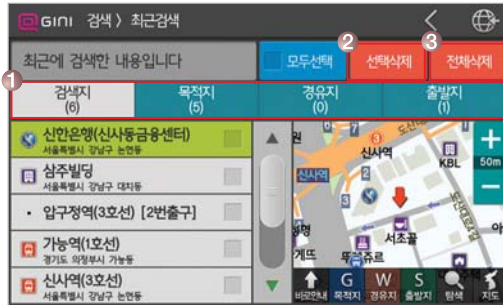 GINI 검색 > 최근검색
최근에 검색한 내용입니다
모두선택
2
선택삭제
3
전체삭제
1
검색지
(6)
목적지
(5)
경유지
(0)
출발지
(1)
신한은행(신사동금융센터)
서울특별시 강남구 논현동
삼주빌딩
서울특별시 강남구 대치동
· 압구정역(3호선) [2번출구]
가능역(1호선)
경기도 의정부시 가능동
신사역(3호선)
서울특별시 강남구 논현동
신사역
신사역
KBL
서초골
50m
바로안내
G
목적지
W
경유지
S
출발지
탐색
지도